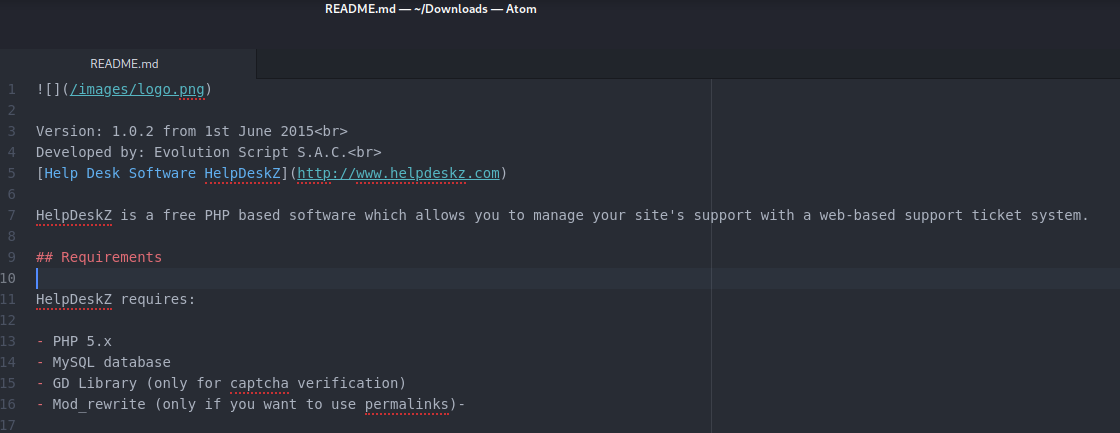 README.md — ~/Downloads — Atom
README.md
1 ![](/images/logo.png)
2
3 Version: 1.0.2 from 1st June 2015<br>
4 Developed by: Evolution Script S.A.C.<br>
5 [Help Desk Software HelpDeskZ](http://www.helpdeskz.com)
6
7 HelpDeskZ is a free PHP based software which allows you to manage your site's support with a web-based support ticket system.
8
9 ## Requirements
10
11 HelpDeskZ requires:
12
13 - PHP 5.x
14 - MySQL database
15 - GD Library (only for captcha verification)
16 - Mod_rewrite (only if you want to use permalinks)-
17